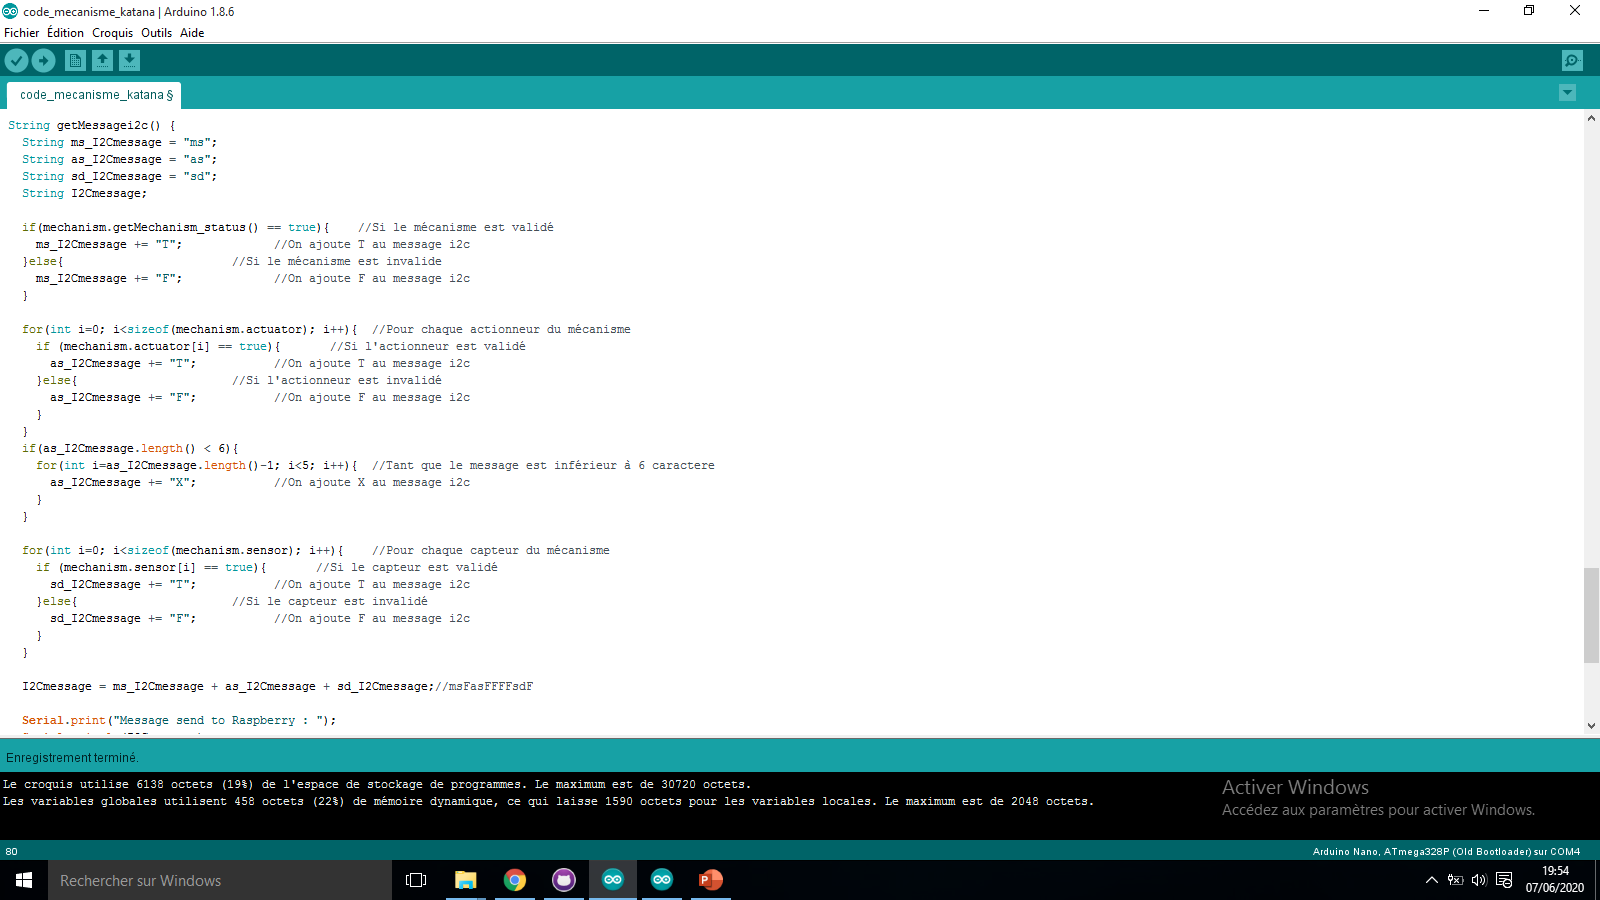 code_mecanisme_katana | Arduino 1.8.6
Fichier Édition Croquis Outils Aide
code_mecanisme_katana §
String getMessagei2c() {
String ms_I2Cmessage = "ms";
String as_I2Cmessage = "as";
String sd_I2Cmessage = "sd";
String I2Cmessage;
if(mechanism.getMechanism_status() == true){ //Si le mécanisme est validé
ms_I2Cmessage += "T"; //On ajoute T au message i2c
}else{ //Si le mécanisme est invalide
ms_I2Cmessage += "F"; //On ajoute F au message i2c
}
for(int i=0; i<sizeof(mechanism.actuator); i++){ //Pour chaque actionneur du mécanisme
if (mechanism.actuator[i] == true){ //Si l'actionneur est validé
as_I2Cmessage += "T"; //On ajoute T au message i2c
}else{ //Si l'actionneur est invalidé
as_I2Cmessage += "F"; //On ajoute F au message i2c
}
}
if(as_I2Cmessage.length() < 6){
for(int i=as_I2Cmessage.length()-1; i<5; i++){ //Tant que le message est inférieur à 6 caractere
as_I2Cmessage += "X"; //On ajoute X au message i2c
}
}
for(int i=0; i<sizeof(mechanism.sensor); i++){ //Pour chaque capteur du mécanisme
if (mechanism.sensor[i] == true){ //Si le capteur est validé
sd_I2Cmessage += "T"; //On ajoute T au message i2c
}else{ //Si le capteur est invalidé
sd_I2Cmessage += "F"; //On ajoute F au message i2c
}
}
I2Cmessage = ms_I2Cmessage + as_I2Cmessage + sd_I2Cmessage;//msFasFFFFsdF
Serial.print("Message send to Raspberry : ");
Enregistrement terminé.
Le croquis utilise 6138 octets (19%) de l'espace de stockage de programmes. Le maximum est de 30720 octets.
Les variables globales utilisent 458 octets (22%) de mémoire dynamique, ce qui laisse 1590 octets pour les variables locales. Le maximum est de 2048 octets.
Activer Windows
Accédez aux paramètres pour activer Windows.
80
Arduino Nano, ATmega328P (Old Bootloader) sur COM4
Rechercher sur Windows
19:54
07/06/2020